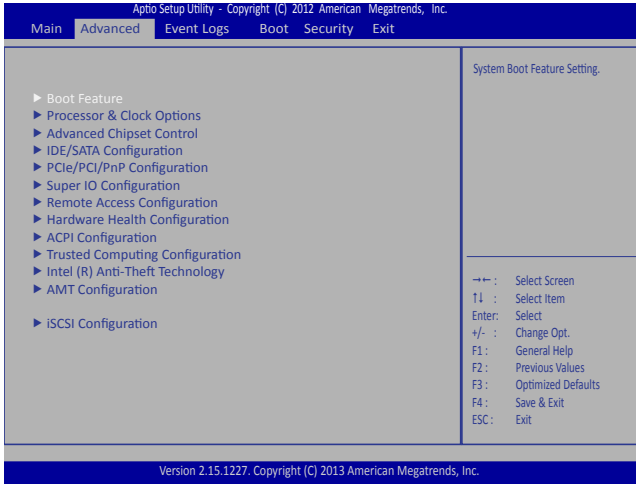 Aptio Setup Utility - Copyright (C) 2012 American Megatrends, Inc.
Main Advanced Event Logs Boot Security Exit
System Boot Feature Setting.
▶ Boot Feature
▶ Processor & Clock Options
▶ Advanced Chipset Control
▶ IDE/SATA Configuration
▶ PCIe/PCI/PnP Configuration
▶ Super IO Configuration
▶ Remote Access Configuration
▶ Hardware Health Configuration
▶ ACPI Configuration
▶ Trusted Computing Configuration
▶ Intel (R) Anti-Theft Technology
▶ AMT Configuration
▶ iSCSI Configuration
→← : Select Screen
↑↓ : Select Item
Enter: Select
+/- : Change Opt.
F1 : General Help
F2 : Previous Values
F3 : Optimized Defaults
F4 : Save & Exit
ESC : Exit
Version 2.15.1227. Copyright (C) 2013 American Megatrends, Inc.